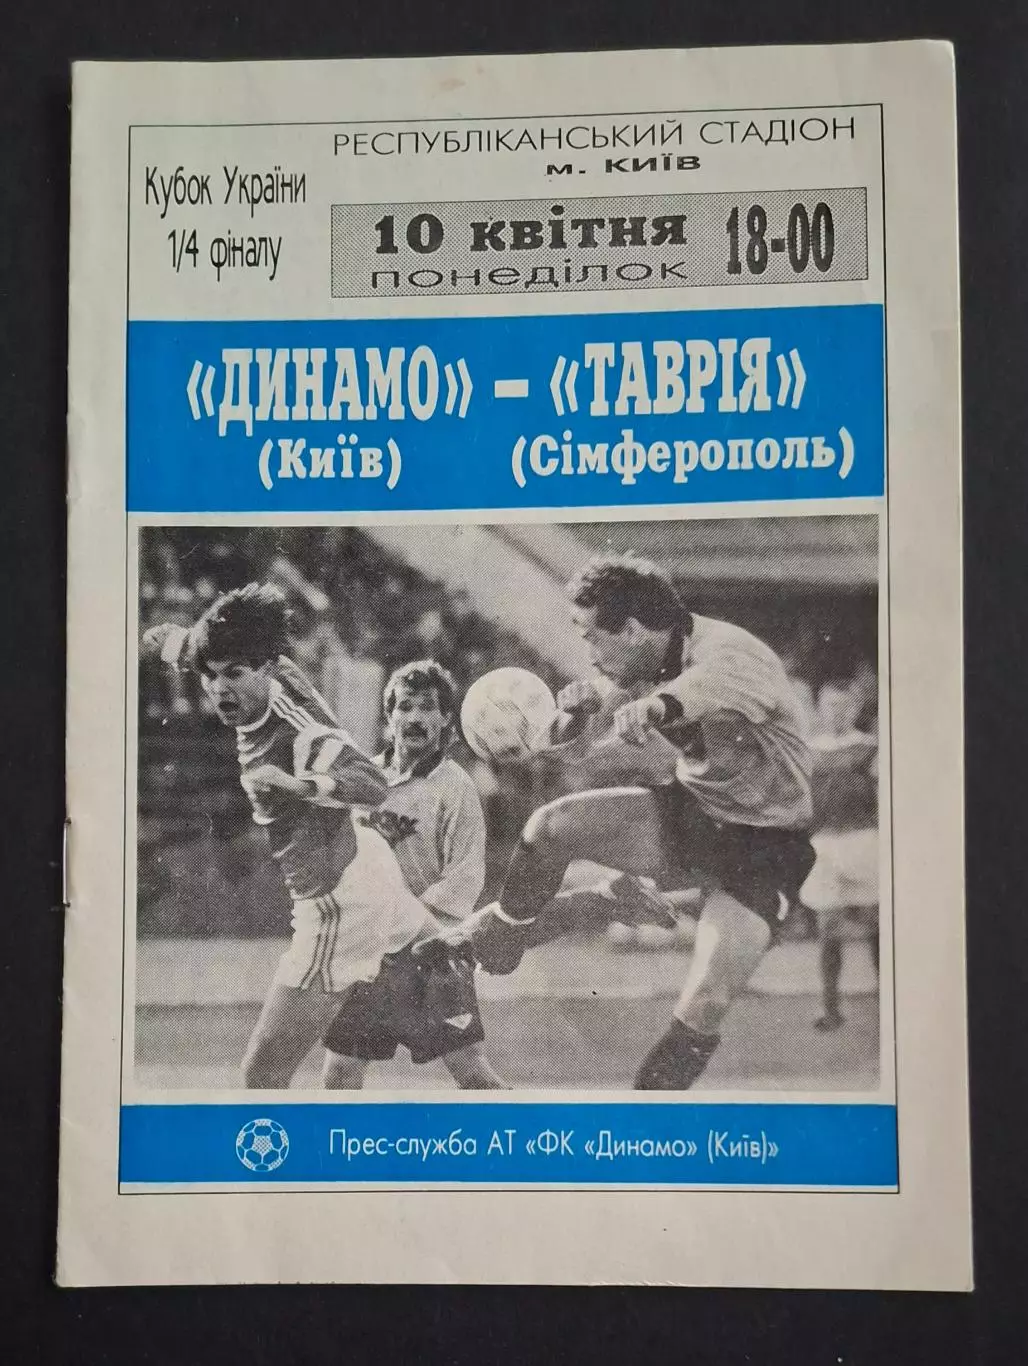 Кубок України
1/4 фіналу
РЕСПУБЛІКАНСЬКИЙ СТАДІОН
м. КИЇВ
10 квітня
понеділок
18-00
«ДИНАМО» – «ТАВРІЯ»
(Київ) (Сімферополь)
Прес-служба АТ «ФК «Динамо» (Київ)»